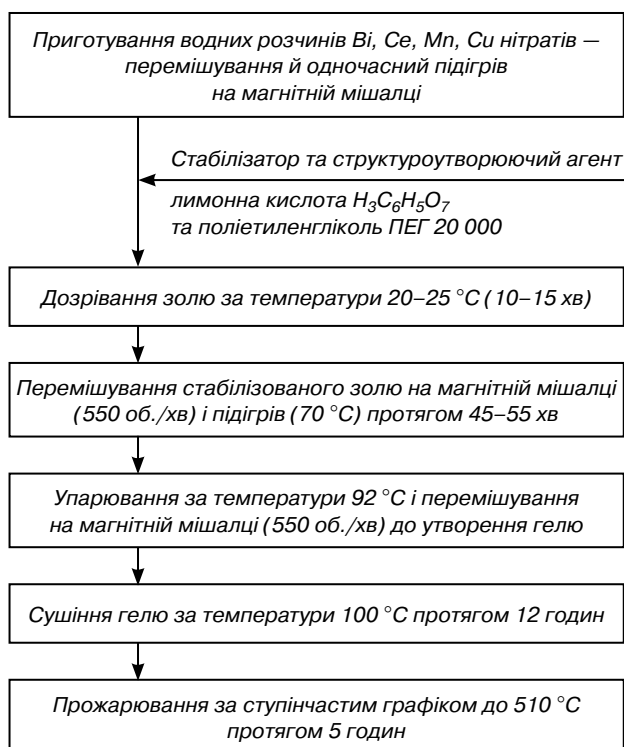 Приготування водних розчинів Bi, Ce, Mn, Cu нітратів —
перемішування й одночасний підігрів
на магнітній мішалці
Стабілізатор та структуроутворюючий агент
лимонна кислота H₃C₆H₅O₇
та поліетиленгліколь ПЕГ 20 000
Дозрівання золю за температури 20–25 °C (10–15 хв)
Перемішування стабілізованого золю на магнітній мішалці
(550 об./хв) і підігрів (70 °C) протягом 45–55 хв
Упарювання за температури 92 °C і перемішування
на магнітній мішалці (550 об./хв) до утворення гелю
Сушіння гелю за температури 100 °C протягом 12 годин
Прожарювання за ступінчастим графіком до 510 °C
протягом 5 годин